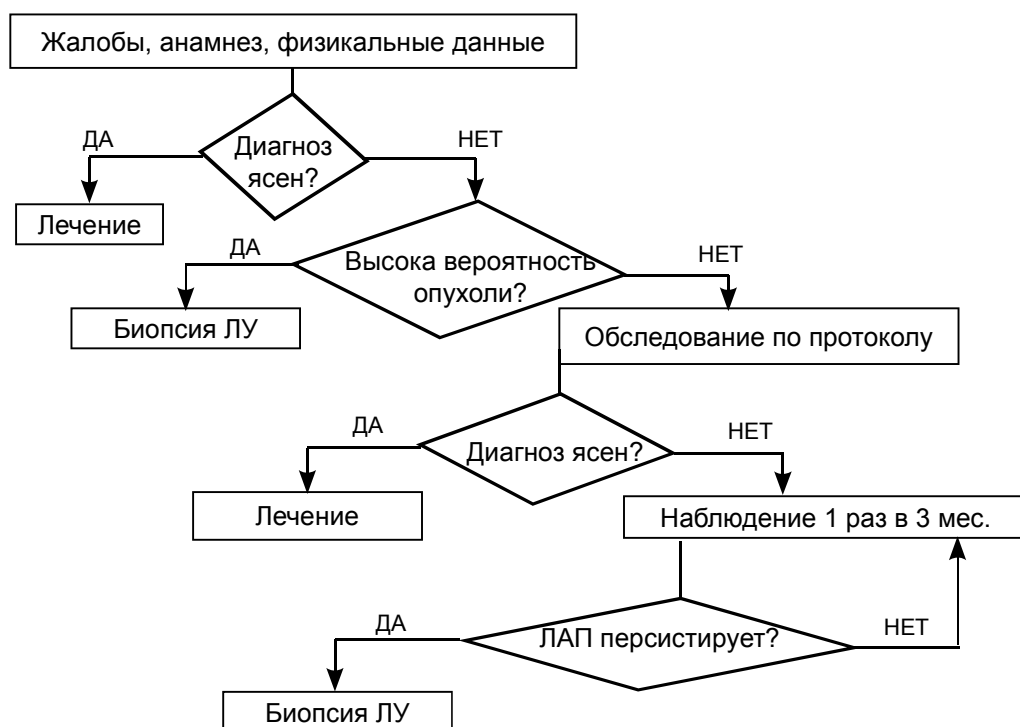 Жалобы, анамнез, физикальные данные
ДА
НЕТ
Диагноз
ясен?
Лечение
ДА
НЕТ
Высока вероятность
опухоли?
Биопсия ЛУ
Обследование по протоколу
ДА
НЕТ
Диагноз ясен?
Лечение
Наблюдение 1 раз в 3 мес.
ДА
НЕТ
ЛАП персистирует?
Биопсия ЛУ